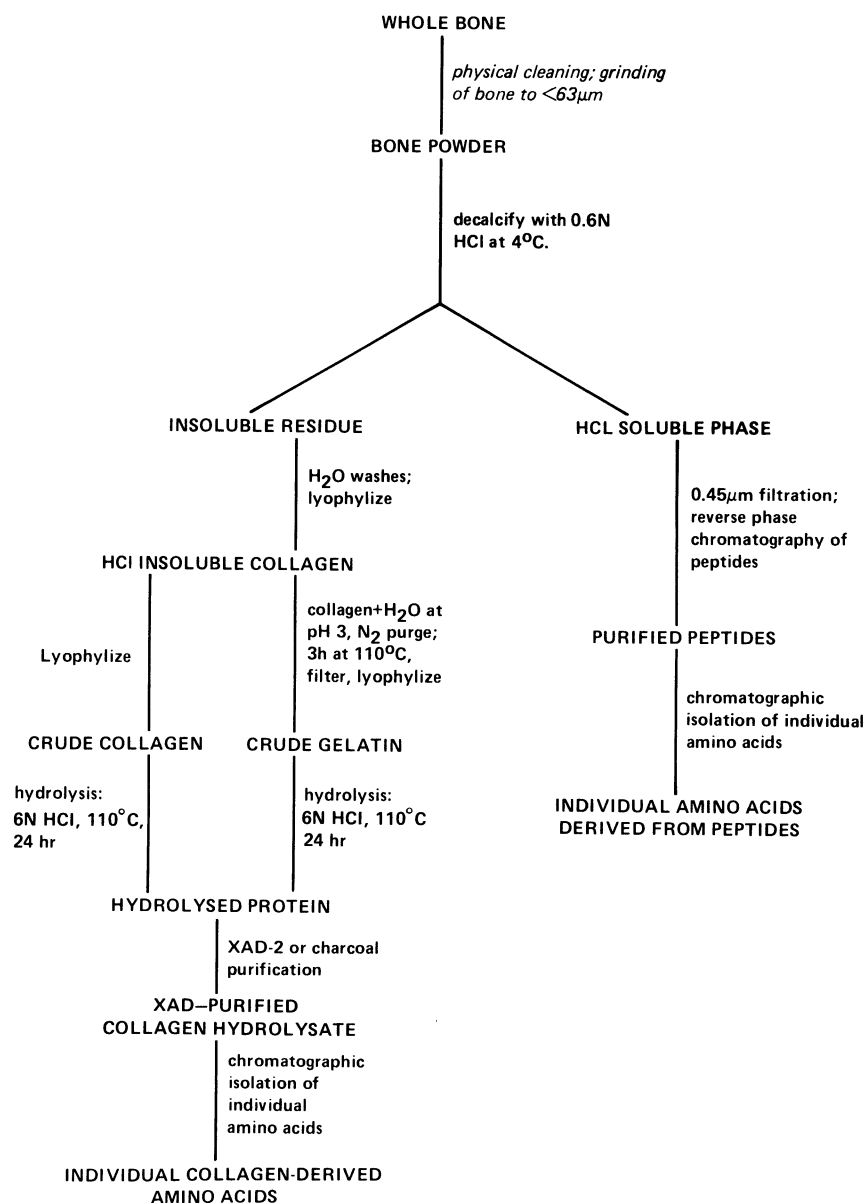 WHOLE BONE
physical cleaning; grinding
of bone to <63μm
BONE POWDER
decalcify with 0.6N
HCl at 4°C.
INSOLUBLE RESIDUE
HCL SOLUBLE PHASE
H2O washes;
lyophylize
0.45μm filtration;
reverse phase
chromatography of
peptides
HCl INSOLUBLE COLLAGEN
Lyophylize
collagen+H2O at
pH 3, N2 purge;
3h at 110°C,
filter, lyophylize
PURIFIED PEPTIDES
chromatographic
isolation of individual
amino acids
CRUDE COLLAGEN
CRUDE GELATIN
hydrolysis:
6N HCl, 110°C,
24 hr
hydrolysis:
6N HCl, 110°C
24 hr
INDIVIDUAL AMINO ACIDS
DERIVED FROM PEPTIDES
HYDROLYSED PROTEIN
XAD-2 or charcoal
purification
XAD–PURIFIED
COLLAGEN HYDROLYSATE
chromatographic
isolation of
individual
amino acids
INDIVIDUAL COLLAGEN-DERIVED
AMINO ACIDS